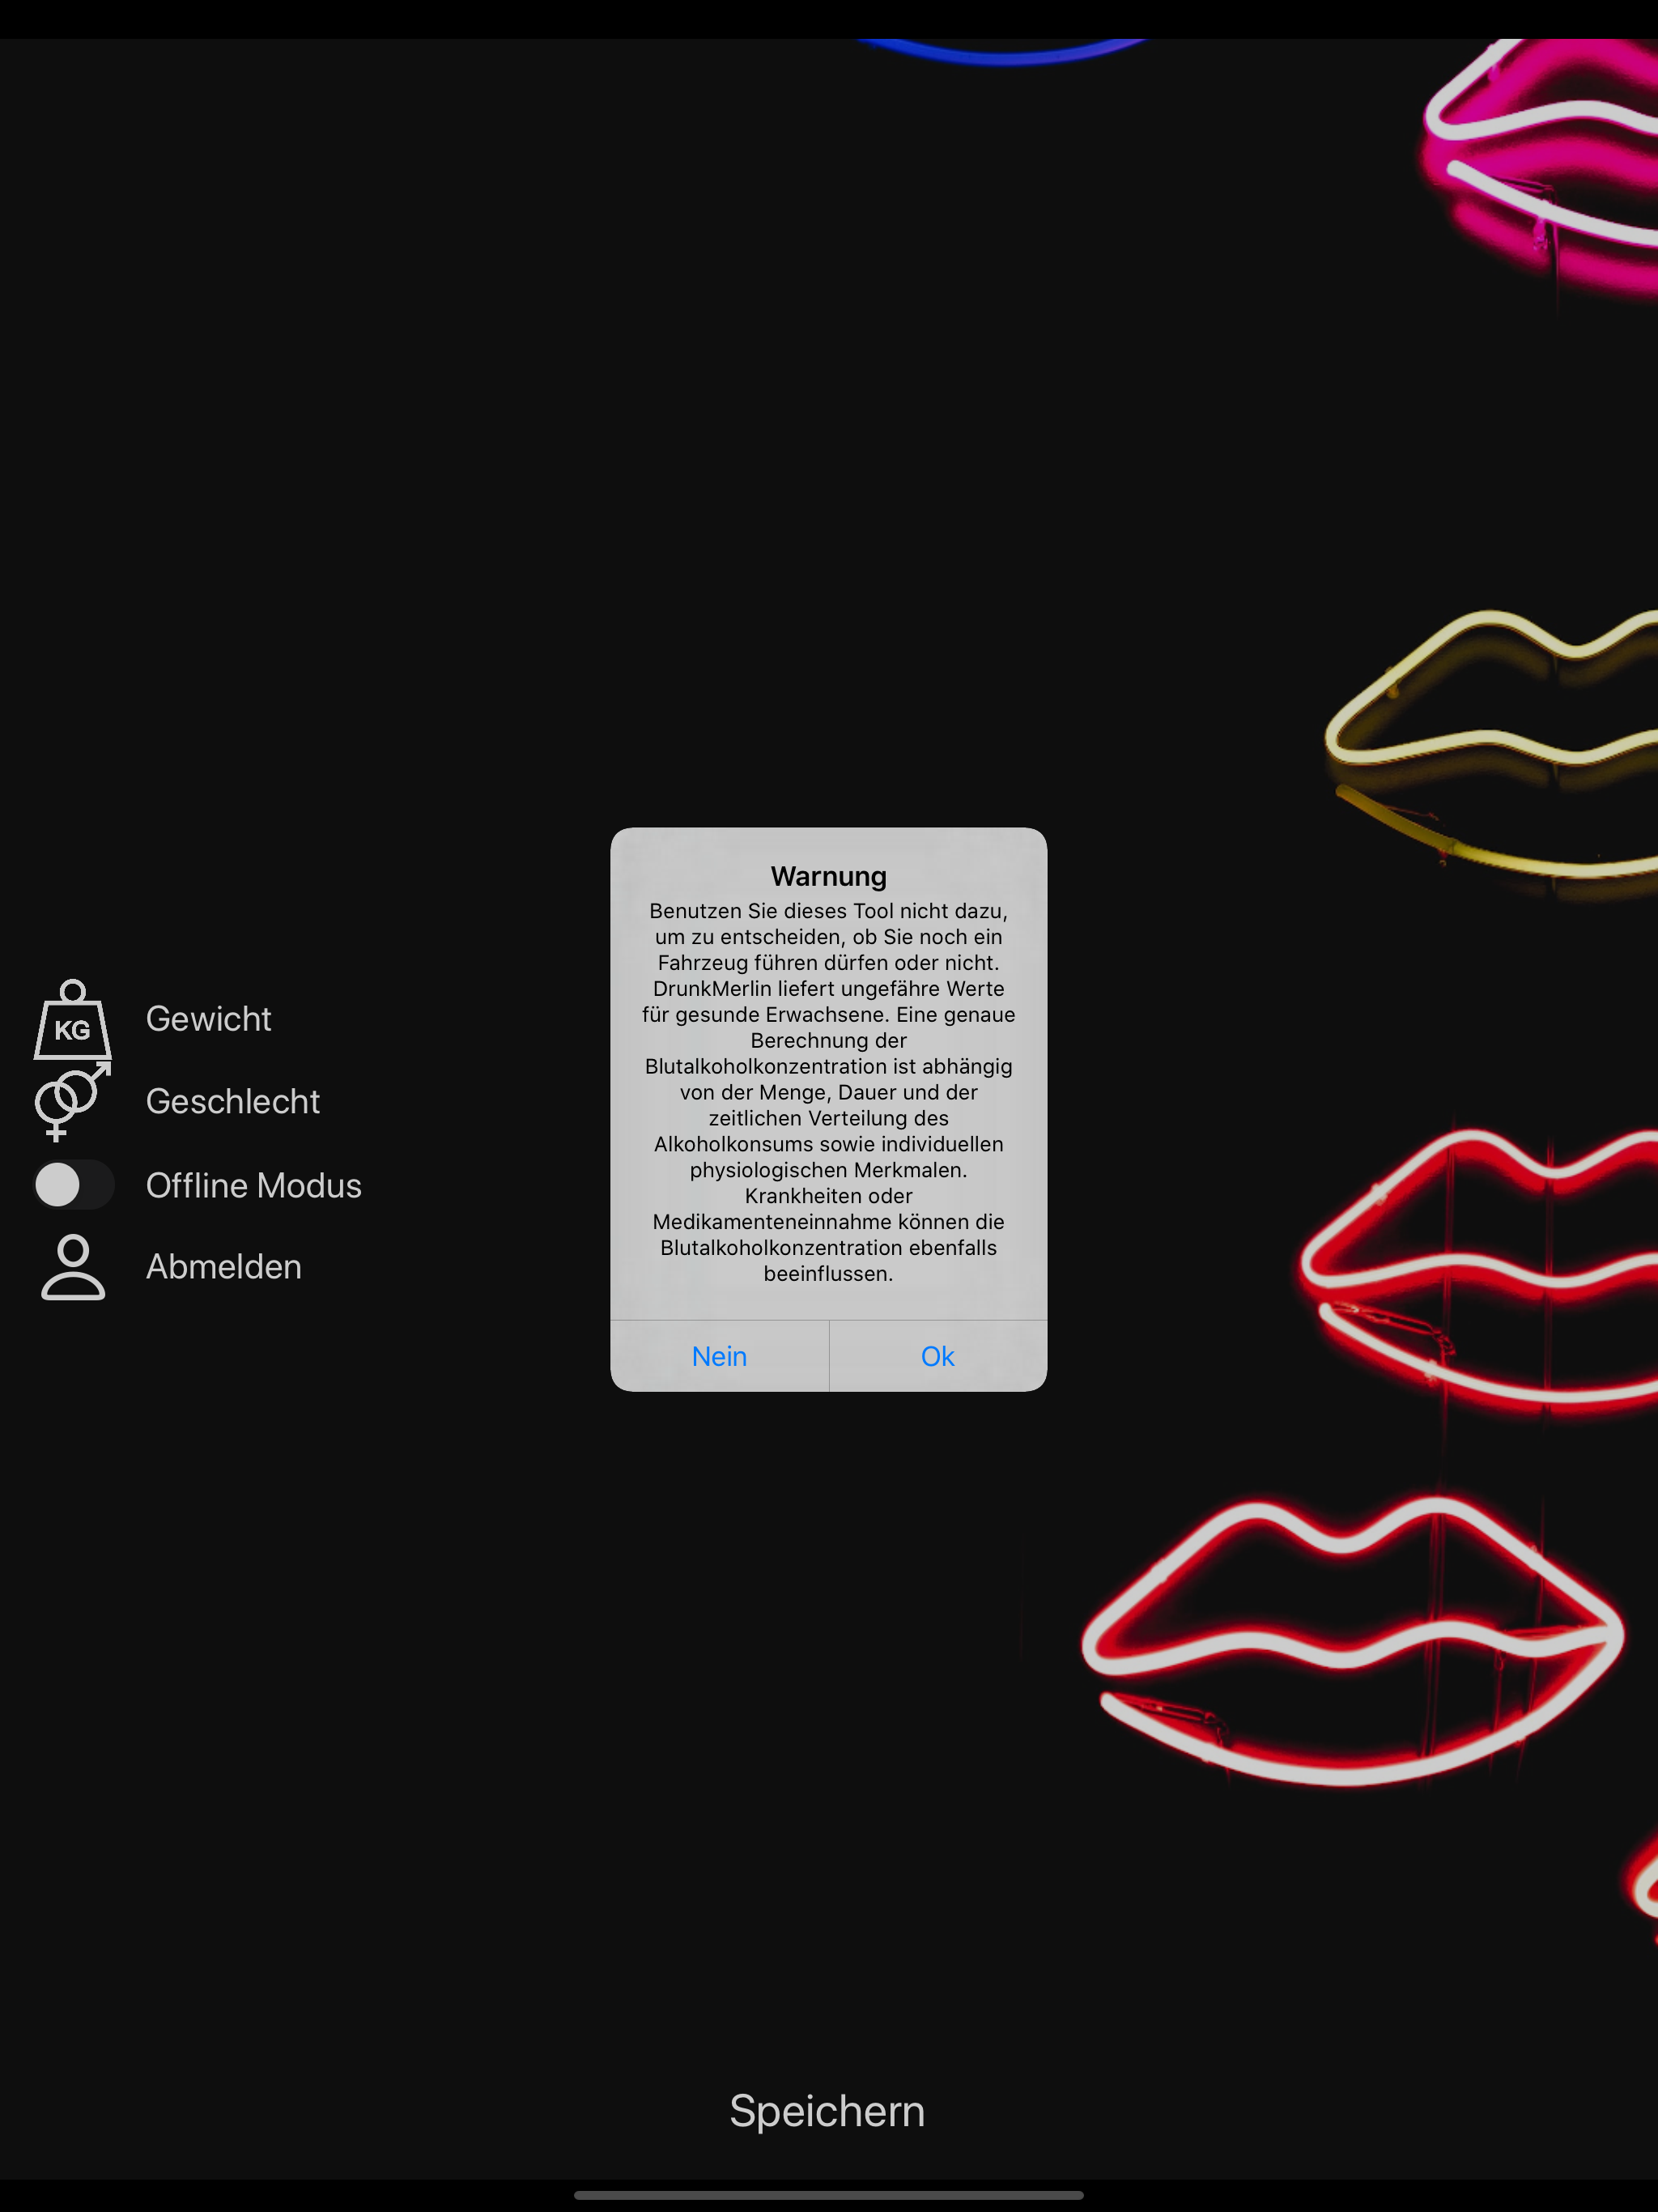 Warnung
Benutzen Sie dieses Tool nicht dazu,
um zu entscheiden, ob Sie noch ein
Fahrzeug führen dürfen oder nicht.
DrunkMerlin liefert ungefähre Werte
für gesunde Erwachsene. Eine genaue
Berechnung der
Blutalkoholkonzentration ist abhängig
von der Menge, Dauer und der
zeitlichen Verteilung des
Alkoholkonsums sowie individuellen
physiologischen Merkmalen.
Krankheiten oder
Medikamenteneinnahme können die
Blutalkoholkonzentration ebenfalls
beeinflussen.
Nein
Ok
KG
Gewicht
Geschlecht
Offline Modus
Abmelden
Speichern